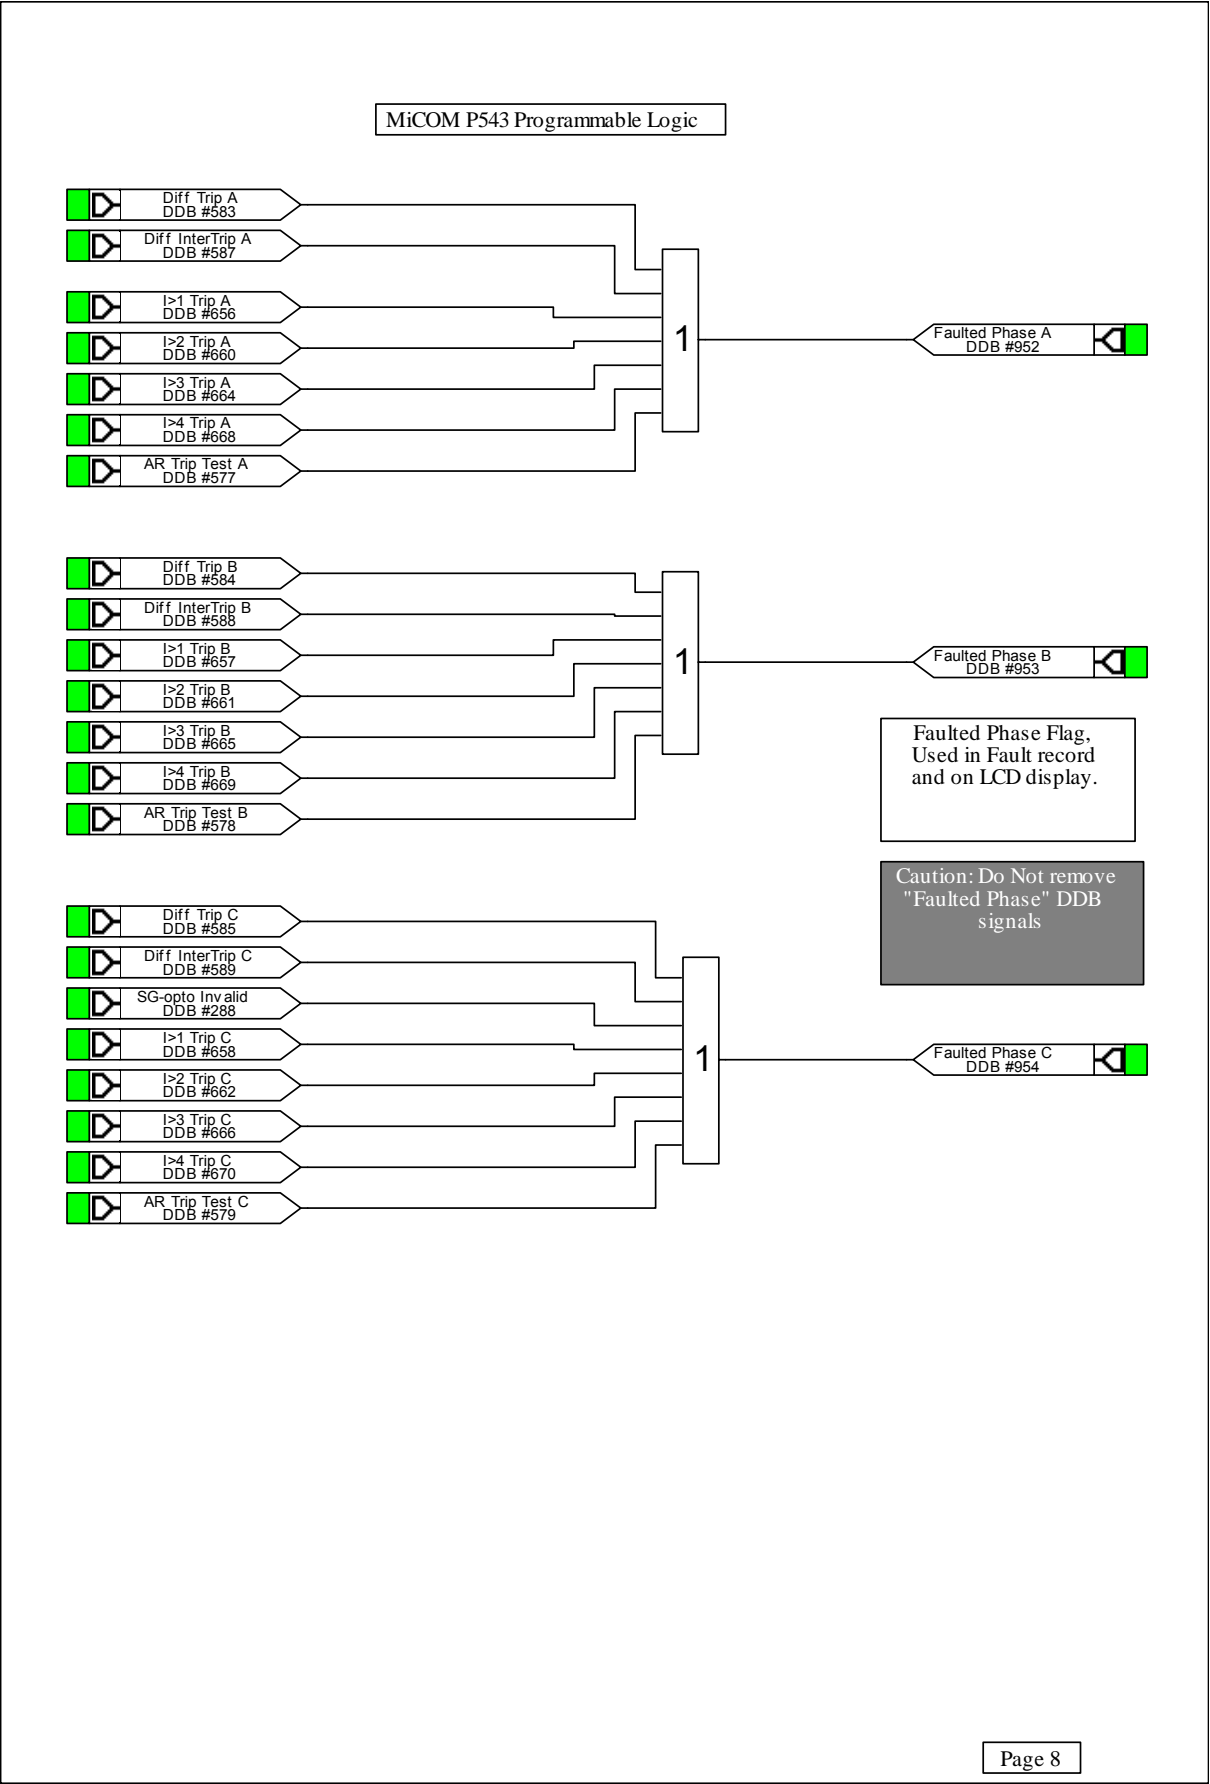 MiCOM P543 Programmable Logic
Diff Trip A
DDB #583
Diff InterTrip A
DDB #587
I>1 Trip A
DDB #656
I>2 Trip A
DDB #660
I>3 Trip A
DDB #664
I>4 Trip A
DDB #668
AR Trip Test A
DDB #577
1
Faulted Phase A
DDB #952
Diff Trip B
DDB #584
Diff InterTrip B
DDB #588
I>1 Trip B
DDB #657
I>2 Trip B
DDB #661
I>3 Trip B
DDB #665
I>4 Trip B
DDB #669
AR Trip Test B
DDB #578
1
Faulted Phase B
DDB #953
Faulted Phase Flag,
Used in Fault record
and on LCD display.
Caution: Do Not remove
"Faulted Phase" DDB
signals
Diff Trip C
DDB #585
Diff InterTrip C
DDB #589
SG-opto Invalid
DDB #288
I>1 Trip C
DDB #658
I>2 Trip C
DDB #662
I>3 Trip C
DDB #666
I>4 Trip C
DDB #670
AR Trip Test C
DDB #579
1
Faulted Phase C
DDB #954
Page 8